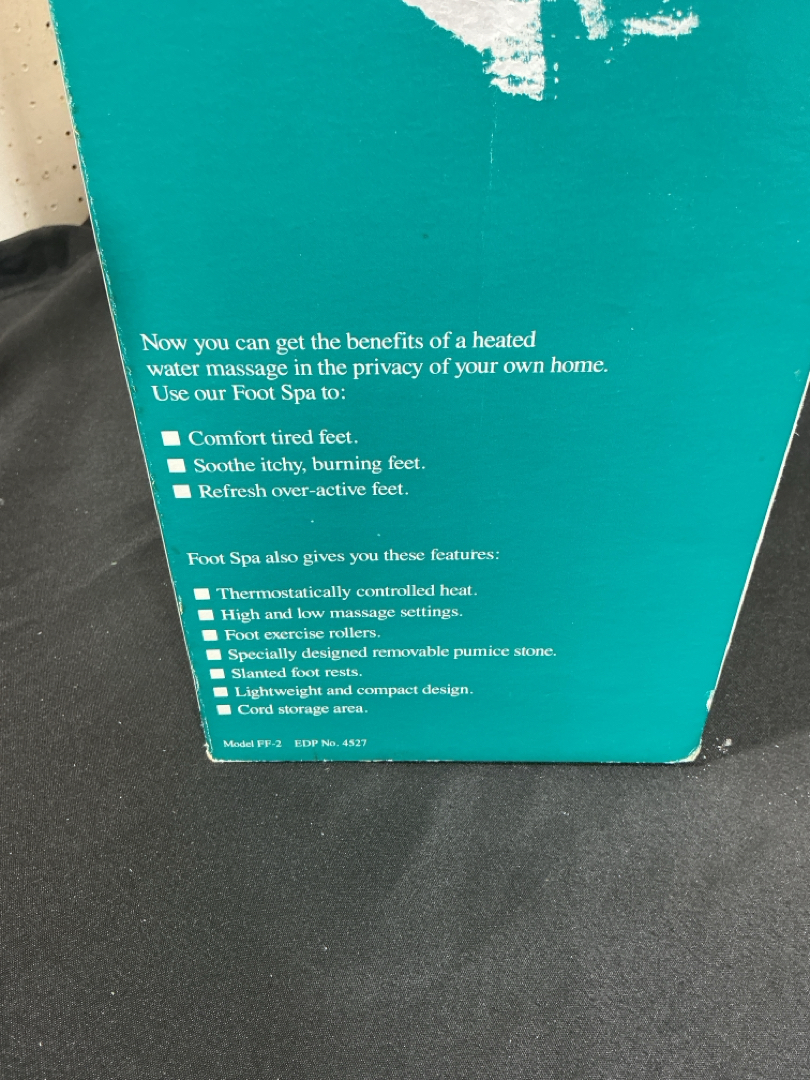 Now you can get the benefits of a heated
water massage in the privacy of your own home.
Use our Foot Spa to:
Comfort tired feet.
Soothe itchy, burning feet.
Refresh over-active feet.
Foot Spa also gives you these features:
Thermostatically controlled heat.
High and low massage settings.
Foot exercise rollers.
Specially designed removable pumice stone.
Slanted foot rests.
Lightweight and compact design.
Cord storage area.
Model FF-2 EDP No. 4527